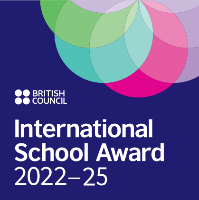 BRITISH
COUNCIL
International
School Award
2022–25